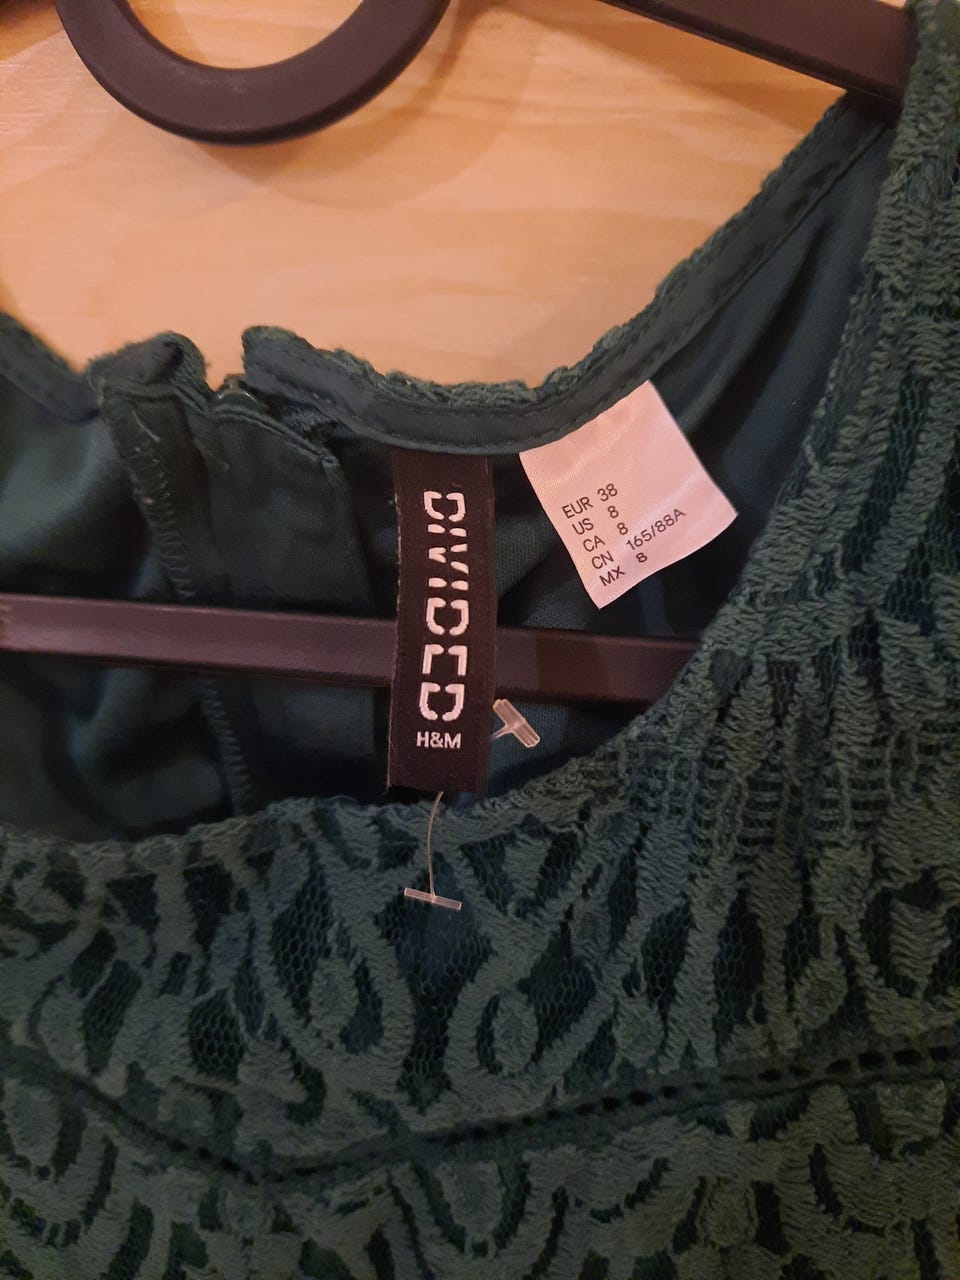 DIVIDED
H&M
EUR 38
US 8
CA 8
CN 165/88A
MX 8